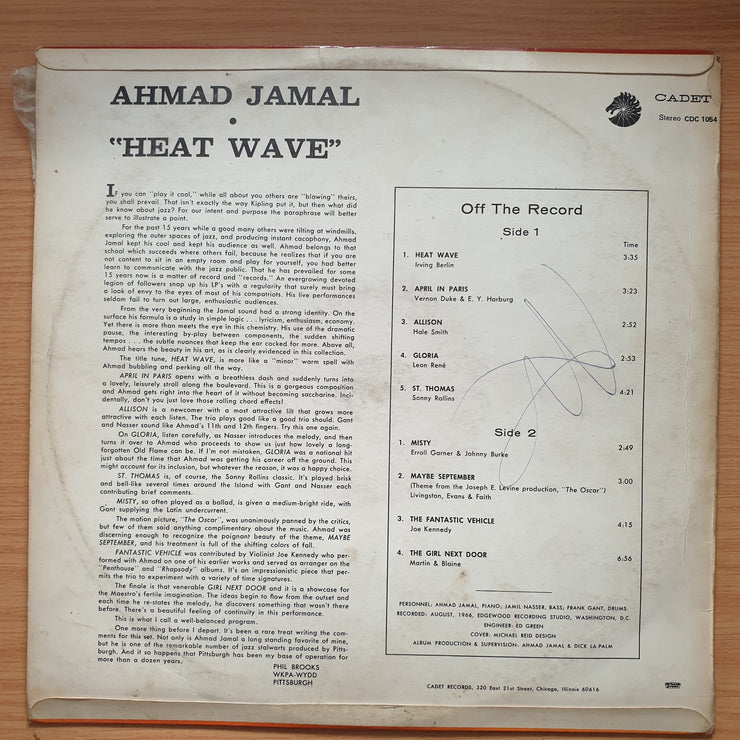 AHMAD JAMAL
•
"HEAT WAVE"
CADET
Stereo CDC 1054
IF you can "play it cool," while all about you others are "blowing" theirs,
you shall prevail. That isn't exactly the way Kipling put it, but then what did
he know about jazz? For our intent and purpose the paraphrase will better
serve to illustrate a point.
For the past 15 years while a good many others were tilting at windmills,
exploring the outer spaces of jazz, and producing instant cacaphony, Ahmad
Jamal kept his cool and kept his audience as well. Ahmad belongs to that
school which succeeds where others fail, because he realizes that if you are
not content to sit in an empty room and play for yourself, you had better
learn to communicate with the jazz public. That he has prevailed for some
15 years now is a matter of record and "records." An evergrowing devoted
legion of followers snap up his LP's with a regularity that surely must bring
a look of envy to the eyes of most of his compatriots. His live performances
seldom fail to turn out large, enthusiastic audiences.
From the very beginning the Jamal sound had a strong identity. On the
surface his formula is a study in simple logic . . . lyricism, enthusiasm, economy.
Yet there is more than meets the eye in this chemistry. His use of the dramatic
pause, the interesting by-play between components, the sudden shifting
tempos . . . the subtle nuances that keep the ear cocked for more. Above all,
Ahmad hears the beauty in this art, as is clearly evidenced in this collection.
The title tune, HEAT WAVE, is more like a "minor" warm spell with
Ahmad bubbling and perking all the way.
APRIL IN PARIS opens with a breathless dash and suddenly turns into
a lovely, leisurely stroll along the boulevard. This is a gorgeous composition
and Ahmad gets right into the heart of it without becoming saccharine. Inci-
dentally, don't you just love those rolling chord effects!
ALLISON is a newcomer with a most attractive lilt that grows more
attractive with each listen. The trio plays good like a good trio should. Gant
and Nasser sound like Ahmad's 11th and 12th fingers. Try this one again.
On GLORIA, listen carefully, as Nasser introduces the melody, and then
turns it over to Ahmad who proceeds to show us just how lovely a long-
forgotten Old Flame can be. If I'm not mistaken, GLORIA was a national hit
just about the time that Ahmad was getting his career off the ground. This
might account for its inclusion, but whatever the reason, it was a happy choice.
ST. THOMAS is, of course, the Sonny Rollins classic. It's played brisk
and bell-like several times around the Island with Gant and Nasser each
contributing brief comments.
MISTY, so often played as a ballad, is given a medium-bright ride, with
Gant supplying the Latin undercurrent.
The motion picture, "The Oscar", was unanimously panned by the critics,
but few of them said anything complimentary about the music. Ahmad was
discerning enough to recognize the poignant beauty of the theme, MAYBE
SEPTEMBER, and his treatment is full of the shifting colors of fall.
FANTASTIC VEHICLE was contributed by Violinist Joe Kennedy who per-
formed with Ahmad on one of his earlier works and served as arranger on the
"Penthouse" and "Rhapsody" albums. It's an impressionistic piece that per-
mits the trio to experiment with a variety of time signatures.
The finale is that venerable GIRL NEXT DOOR and it is a showcase for
the Maestro's fertile imagination. The ideas begin to flow from the outset and
each time he re-states the melody, he discovers something that wasn't there
before. There's a beautiful feeling of continuity in this performance.
This is what I call a well-balanced program.
One more thing before I depart. It's been a rare treat writing the com-
ments for this set. Not only is Ahmad Jamal a long standing favorite of mine,
but he is one of the remarkable number of jazz stalwarts produced by Pitts-
burgh. And it so happens that Pittsburgh has been my base of operation for
more than a dozen years.
PHIL BROOKS
WKPA-WYDD
PITTSBURGH
Off The Record
Side 1
Time
1. HEAT WAVE 3:35
Irving Berlin
2. APRIL IN PARIS 3:23
Vernon Duke & E. Y. Harburg
3. ALLISON 2:52
Hale Smith
4. GLORIA 2:53
Leon René
5. ST. THOMAS 4:21
Sonny Rollins
Side 2
1. MISTY 2:49
Erroll Garner & Johnny Burke
2. MAYBE SEPTEMBER 3:00
(Theme from the Joseph E. Levine production, "The Oscar")
Livingston, Evans & Faith
3. THE FANTASTIC VEHICLE 4:15
Joe Kennedy
4. THE GIRL NEXT DOOR 6:56
Martin & Blaine
PERSONNEL: AHMAD JAMAL, PIANO; JAMIL NASSER, BASS; FRANK GANT, DRUMS.
RECORDED: AUGUST, 1966, EDGEWOOD RECORDING STUDIO, WASHINGTON, D.C.
ENGINEER: ED GREEN
COVER: MICHAEL REID DESIGN
ALBUM PRODUCTION & SUPERVISION: AHMAD JAMAL & DICK LA PALM
CADET RECORDS, 320 East 21st Street, Chicago, Illinois 60616